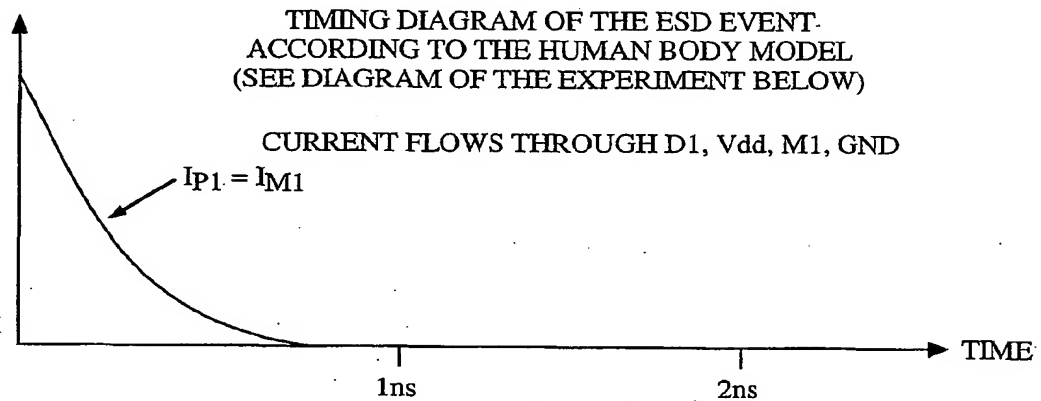 TIMING DIAGRAM OF THE ESD EVENT
ACCORDING TO THE HUMAN BODY MODEL
(SEE DIAGRAM OF THE EXPERIMENT BELOW)
CURRENT FLOWS THROUGH D1, Vdd, M1, GND
IP1 = IM1
TIME
1ns
2ns